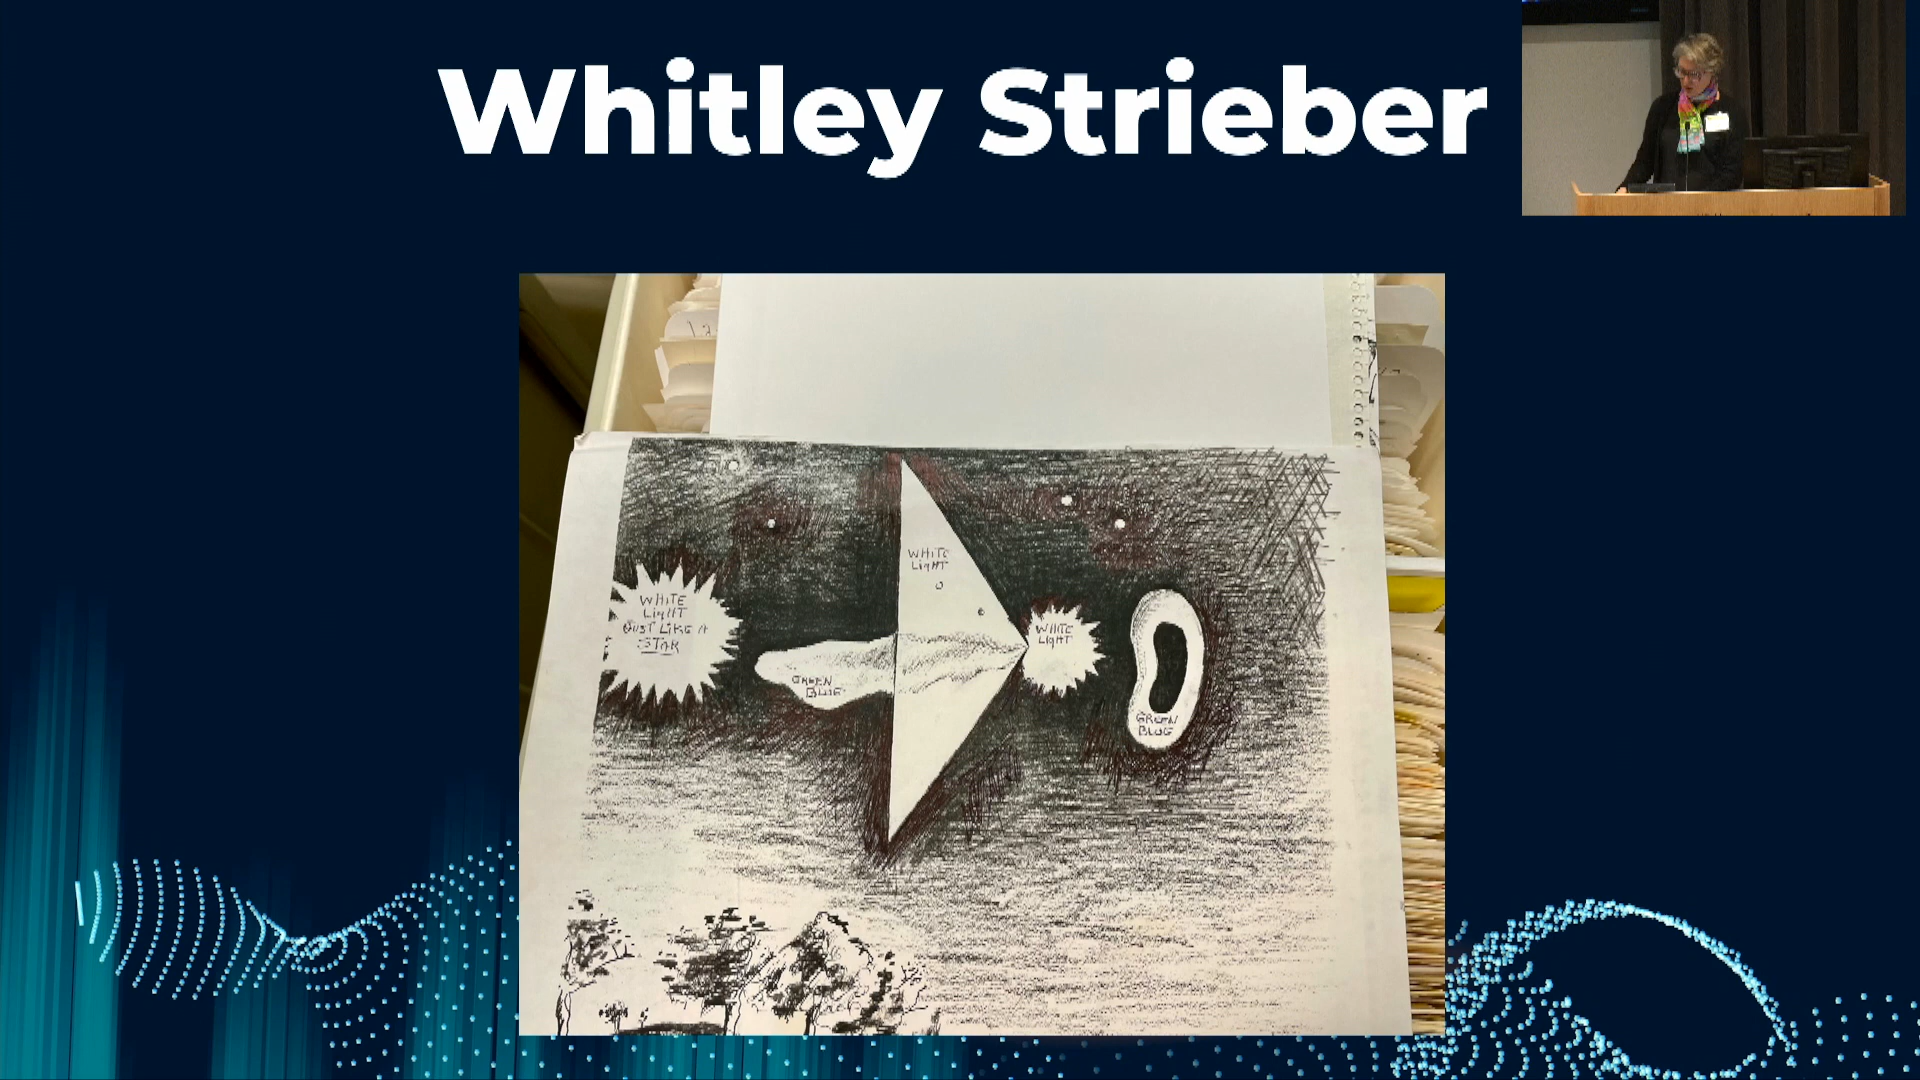 Whitley Strieber
WHITE
LIGHT
WHITE
LIGHT
JUST LIKE A
STAR
WHITE
LIGHT
GREEN
BLUE
GREEN
BLUE